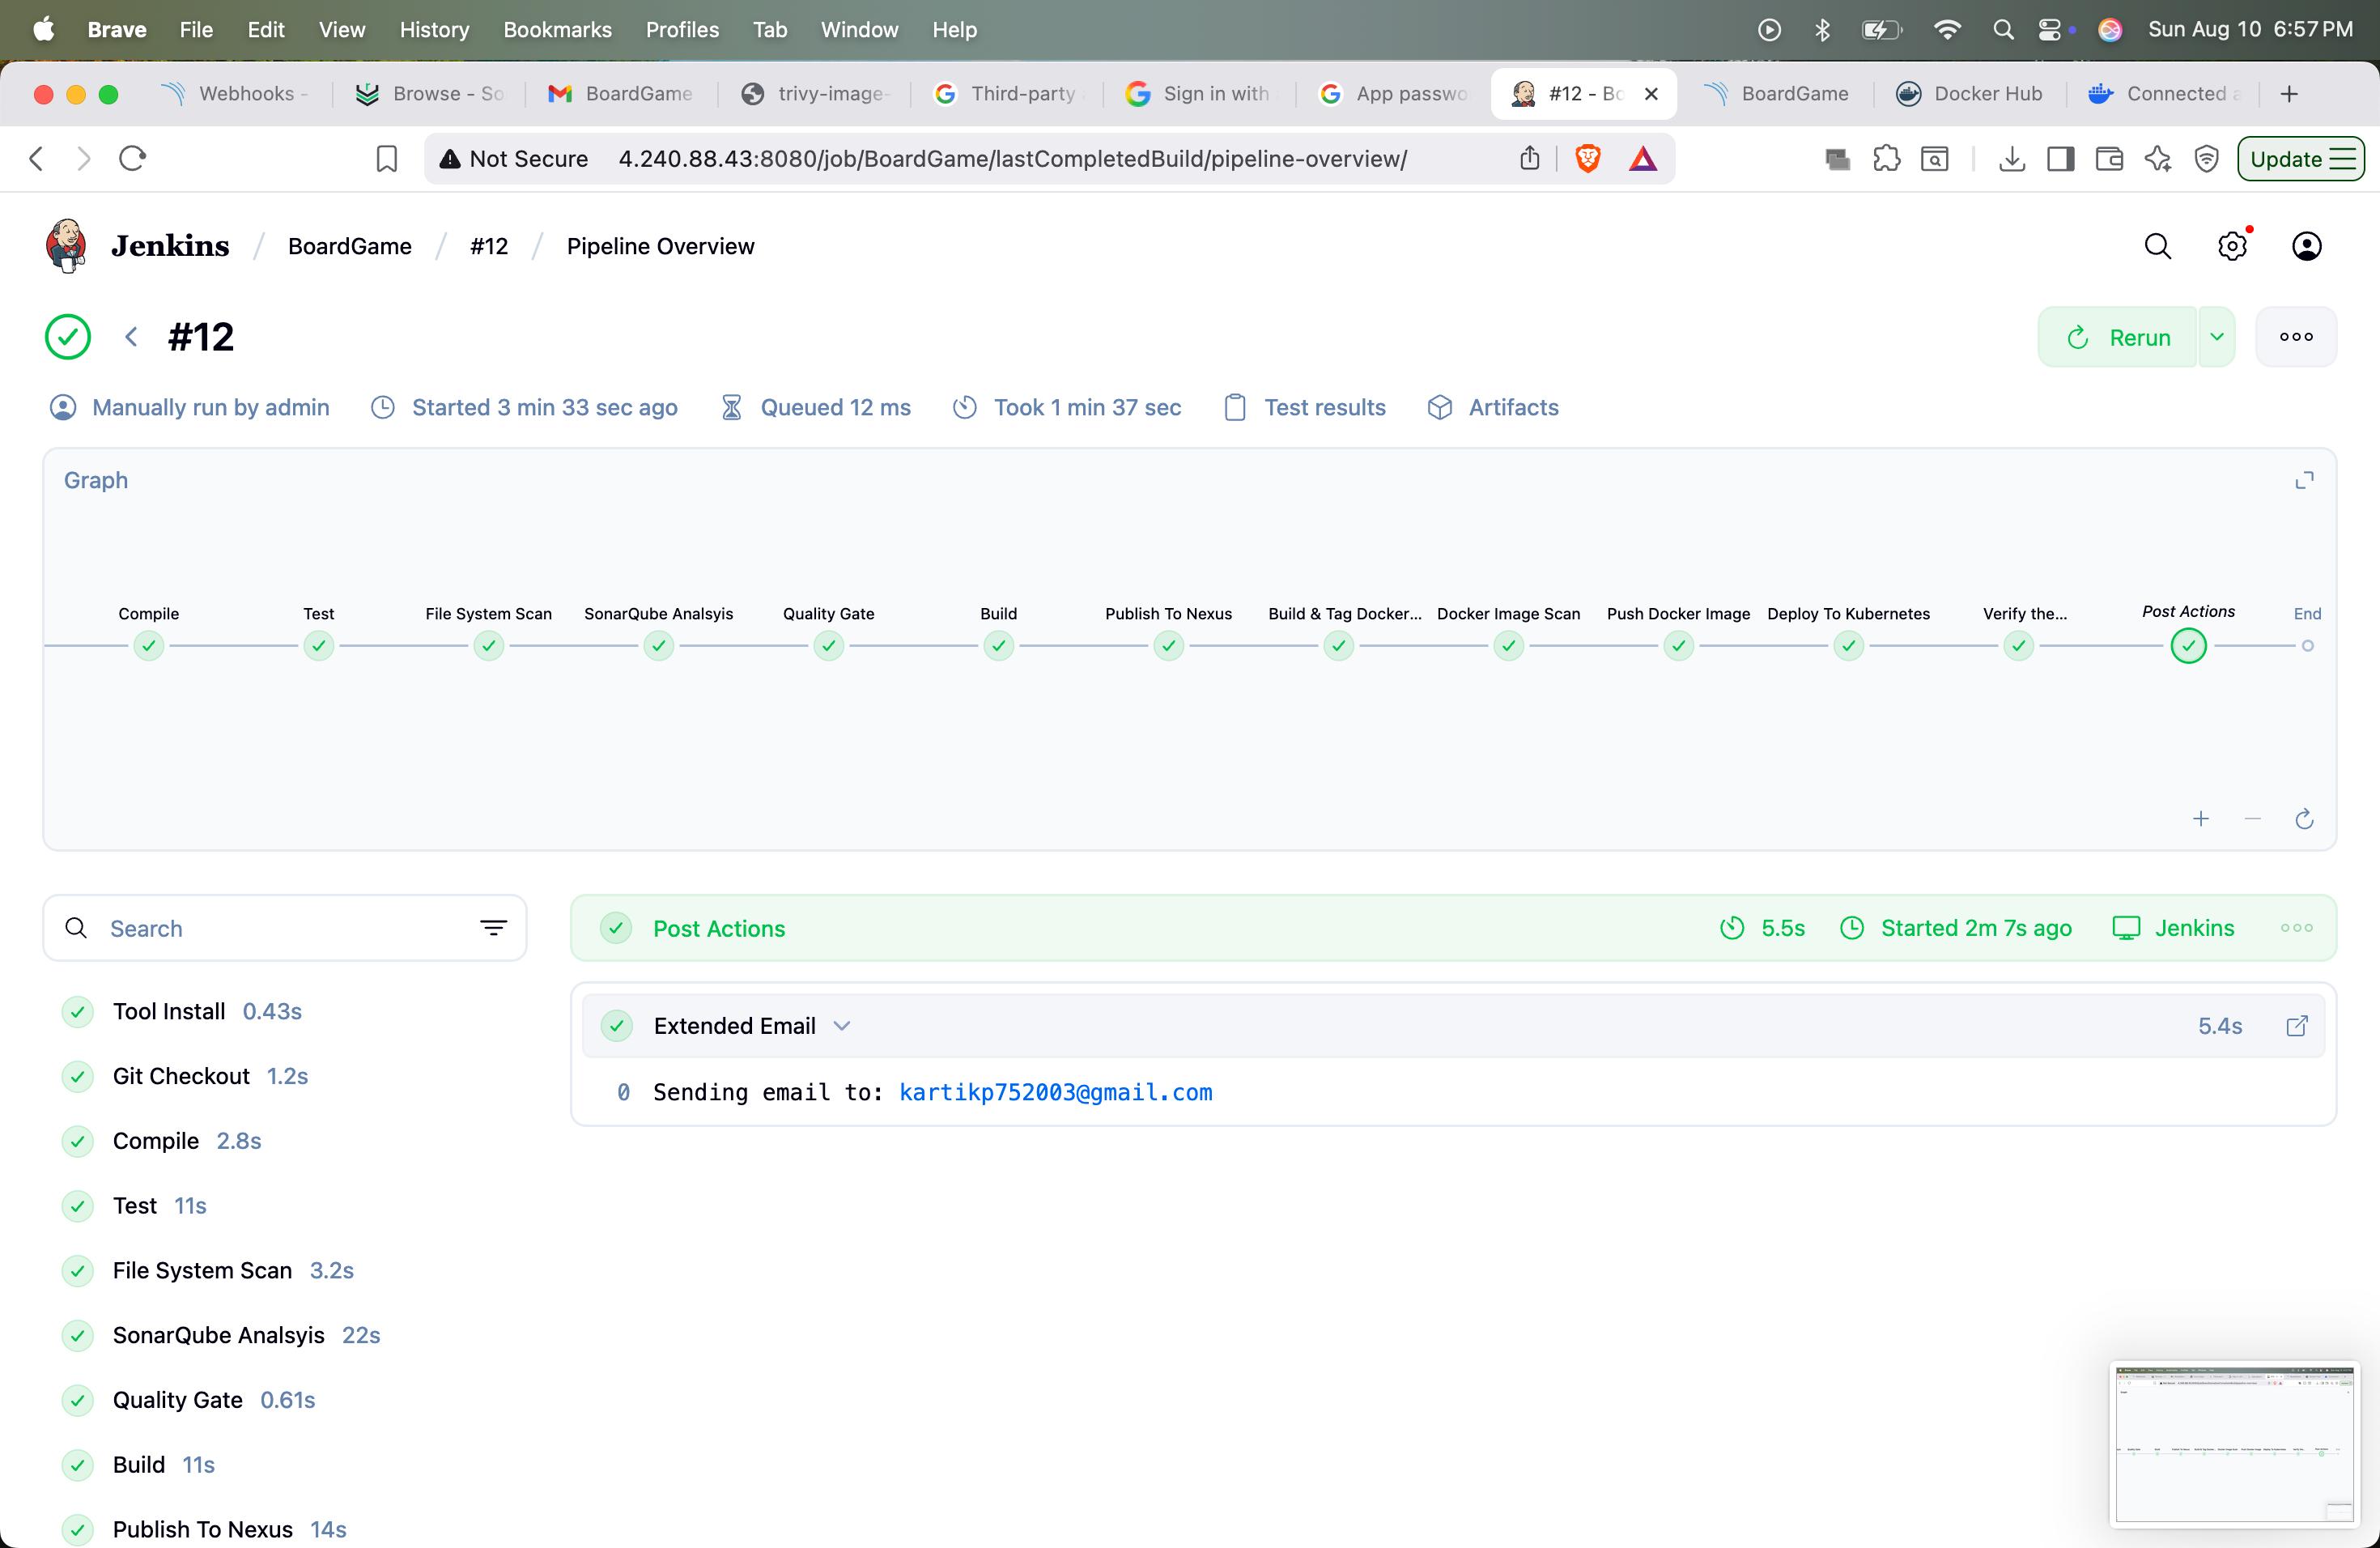 Brave File Edit View History Bookmarks Profiles Tab Window Help Sun Aug 10 6:57 PM
Webhooks - Browse - So BoardGame trivy-image- Third-party Sign in with App passwo #12 - Bo BoardGame Docker Hub Connected a
Not Secure 4.240.88.43:8080/job/BoardGame/lastCompletedBuild/pipeline-overview/ Update
Jenkins / BoardGame / #12 / Pipeline Overview
#12 Rerun
Manually run by admin Started 3 min 33 sec ago Queued 12 ms Took 1 min 37 sec Test results Artifacts
Graph
Compile Test File System Scan SonarQube Analsyis Quality Gate Build Publish To Nexus Build & Tag Docker... Docker Image Scan Push Docker Image Deploy To Kubernetes Verify the... Post Actions End
Search
Post Actions 5.5s Started 2m 7s ago Jenkins
Extended Email 5.4s
0 Sending email to: kartikp752003@gmail.com
Tool Install 0.43s
Git Checkout 1.2s
Compile 2.8s
Test 11s
File System Scan 3.2s
SonarQube Analsyis 22s
Quality Gate 0.61s
Build 11s
Publish To Nexus 14s